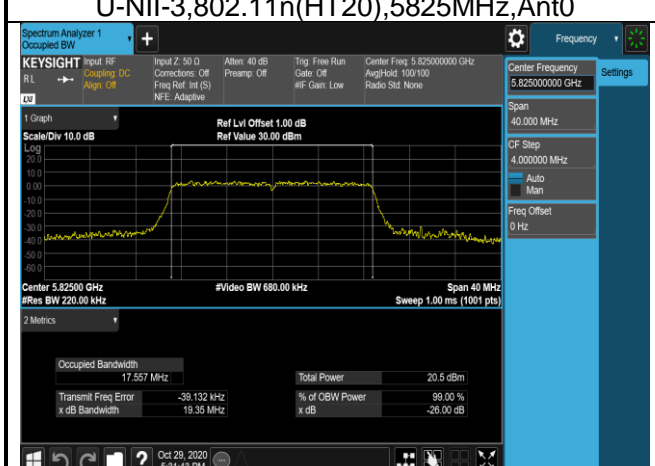 U-NII-3,802.11n(HT20),5825MHz,Ant0
Spectrum Analyzer 1
Occupied BW
Frequency
KEYSIGHT
RL
LXI
Input: RF
Coupling: DC
Align: Off
Input Z: 50 Ω
Corrections: Off
Freq Ref: Int (S)
NFE: Adaptive
Atten: 40 dB
Preamp: Off
Trig: Free Run
Gate: Off
#IF Gain: Low
Center Freq: 5.825000000 GHz
Avg|Hold: 100/100
Radio Std: None
Center Frequency
5.825000000 GHz
Settings
Span
40.000 MHz
CF Step
4.000000 MHz
Auto
Man
Freq Offset
0 Hz
1 Graph
Scale/Div 10.0 dB
Ref Lvl Offset 1.00 dB
Ref Value 30.00 dBm
Log
20.0
10.0
0.00
-10.0
-20.0
-30.0
-40.0
-50.0
-60.0
Center 5.82500 GHz
#Res BW 220.00 kHz
#Video BW 680.00 kHz
Span 40 MHz
Sweep 1.00 ms (1001 pts)
2 Metrics
Occupied Bandwidth
17.557 MHz
Total Power 20.5 dBm
Transmit Freq Error -39.132 kHz
% of OBW Power 99.00 %
x dB Bandwidth 19.35 MHz
x dB -26.00 dB
Oct 29, 2020